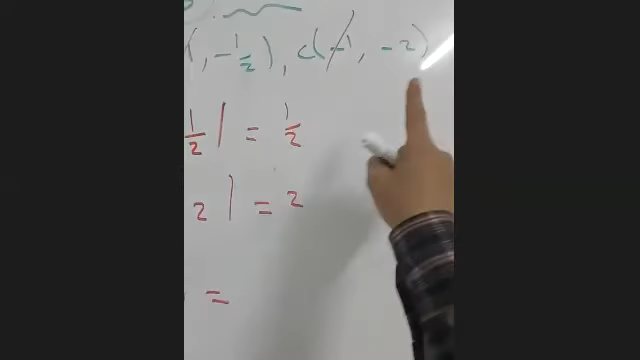 , -1/2), c(-1, -2)
1/2| = 1/2
2| = 2
=